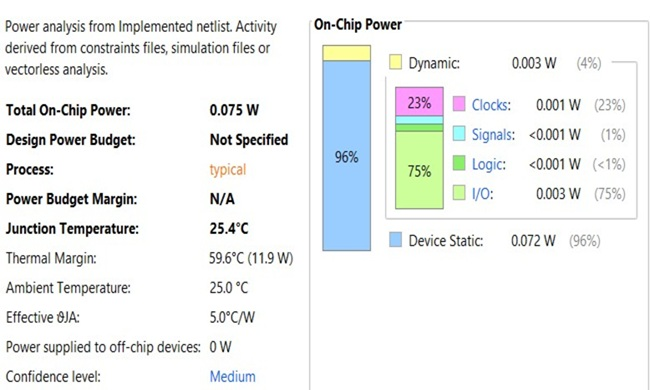 Power analysis from Implemented netlist. Activity
derived from constraints files, simulation files or
vectorless analysis.
Total On-Chip Power: 0.075 W
Design Power Budget: Not Specified
Process: typical
Power Budget Margin: N/A
Junction Temperature: 25.4°C
Thermal Margin: 59.6°C (11.9 W)
Ambient Temperature: 25.0 °C
Effective ϑJA: 5.0°C/W
Power supplied to off-chip devices: 0 W
Confidence level: Medium
On-Chip Power
96%
Dynamic: 0.003 W (4%)
23%
75%
Clocks: 0.001 W (23%)
Signals: <0.001 W (1%)
Logic: <0.001 W (<1%)
I/O: 0.003 W (75%)
Device Static: 0.072 W (96%)